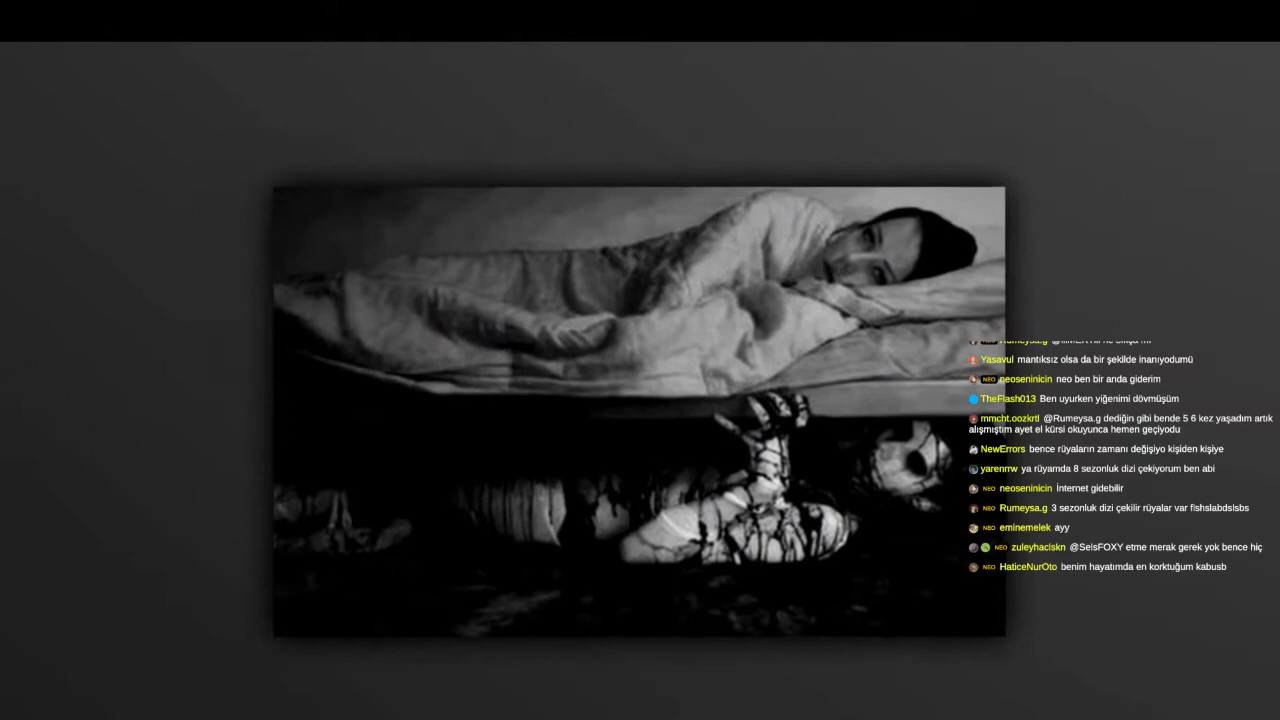 Yasavul mantıksız olsa da bir şekilde inanıyodumü
NEO neoseninicin neo ben bir anda giderim
TheFlash013 Ben uyurken yiğenimi dövmüşüm
mmcht.oozkrtl @Rumeysa.g dediğin gibi bende 5 6 kez yaşadım artık
alışmıştım ayet el kürsi okuyunca hemen geçiyodu
NewErrors bence rüyaların zamanı değişiyo kişiden kişiye
yarenrrw ya rüyamda 8 sezonluk dizi çekiyorum ben abi
NEO neoseninicin İnternet gidebilir
NEO Rumeysa.g 3 sezonluk dizi çekilir rüyalar var fishslabdslsbs
NEO eminemelek ayy
NEO zuleyhaclskn @SeisFOXY etme merak gerek yok bence hiç
NEO HaticeNurOto benim hayatımda en korktuğum kabusb